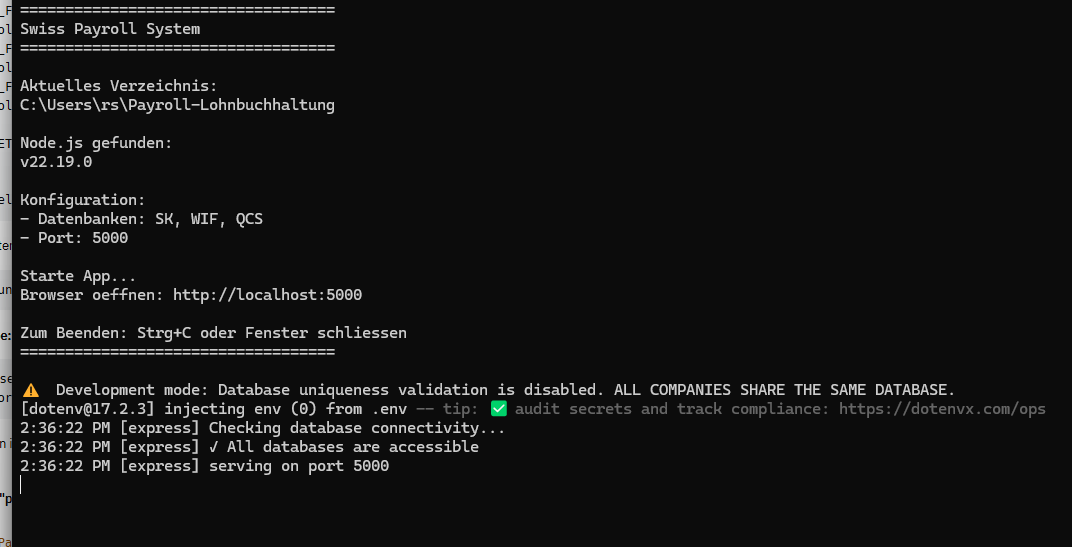 ===================================
Swiss Payroll System
===================================
Aktuelles Verzeichnis:
C:\Users\rs\Payroll-Lohnbuchhaltung
Node.js gefunden:
v22.19.0
Konfiguration:
- Datenbanken: SK, WIF, QCS
- Port: 5000
Starte App...
Browser oeffnen: http://localhost:5000
Zum Beenden: Strg+C oder Fenster schliessen
===================================
⚠ Development mode: Database uniqueness validation is disabled. ALL COMPANIES SHARE THE SAME DATABASE.
[dotenv@17.2.3] injecting env (0) from .env -- tip: ✅ audit secrets and track compliance: https://dotenvx.com/ops
2:36:22 PM [express] Checking database connectivity...
2:36:22 PM [express] ✓ All databases are accessible
2:36:22 PM [express] serving on port 5000